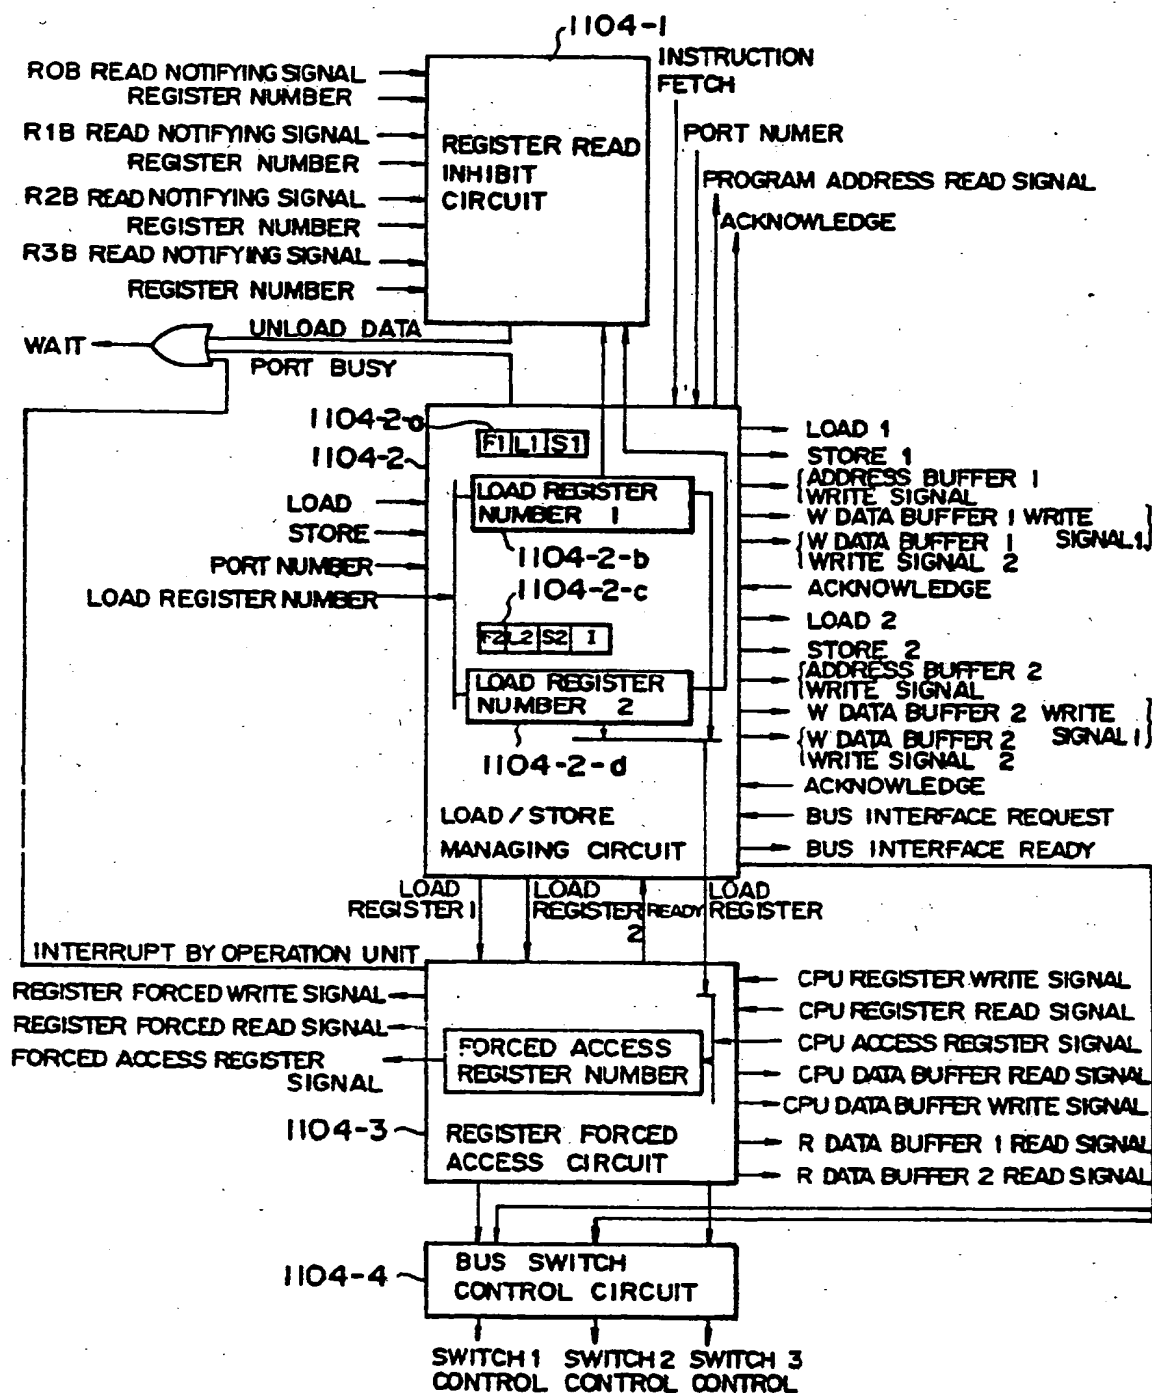 1104-1
ROB READ NOTIFYING SIGNAL
REGISTER NUMBER
R1B READ NOTIFYING SIGNAL
REGISTER NUMBER
R2B READ NOTIFYING SIGNAL
REGISTER NUMBER
R3B READ NOTIFYING SIGNAL
REGISTER NUMBER
REGISTER READ
INHIBIT
CIRCUIT
INSTRUCTION
FETCH
PORT NUMER
PROGRAM ADDRESS READ SIGNAL
ACKNOWLEDGE
WAIT
UNLOAD DATA
PORT BUSY
1104-2-a
F1 L1 S1
1104-2
LOAD
STORE
PORT NUMBER
LOAD REGISTER NUMBER
LOAD REGISTER
NUMBER 1
1104-2-b
1104-2-c
F2 L2 S2 I
LOAD REGISTER
NUMBER 2
1104-2-d
LOAD/STORE
MANAGING CIRCUIT
LOAD 1
STORE 1
ADDRESS BUFFER 1
WRITE SIGNAL
W DATA BUFFER 1 WRITE
SIGNAL 1
W DATA BUFFER 1
WRITE SIGNAL 2
ACKNOWLEDGE
LOAD 2
STORE 2
ADDRESS BUFFER 2
WRITE SIGNAL
W DATA BUFFER 2 WRITE
SIGNAL 1
W DATA BUFFER 2
WRITE SIGNAL 2
ACKNOWLEDGE
BUS INTERFACE REQUEST
BUS INTERFACE READY
LOAD
REGISTER 1
LOAD
REGISTER
2
READY
LOAD
REGISTER
INTERRUPT BY OPERATION UNIT
REGISTER FORCED WRITE SIGNAL
REGISTER FORCED READ SIGNAL
FORCED ACCESS REGISTER
SIGNAL
FORCED ACCESS
REGISTER NUMBER
1104-3
REGISTER FORCED
ACCESS CIRCUIT
CPU REGISTER WRITE SIGNAL
CPU REGISTER READ SIGNAL
CPU ACCESS REGISTER SIGNAL
CPU DATA BUFFER READ SIGNAL
CPU DATA BUFFER WRITE SIGNAL
R DATA BUFFER 1 READ SIGNAL
R DATA BUFFER 2 READ SIGNAL
1104-4
BUS SWITCH
CONTROL CIRCUIT
SWITCH 1
CONTROL
SWITCH 2
CONTROL
SWITCH 3
CONTROL